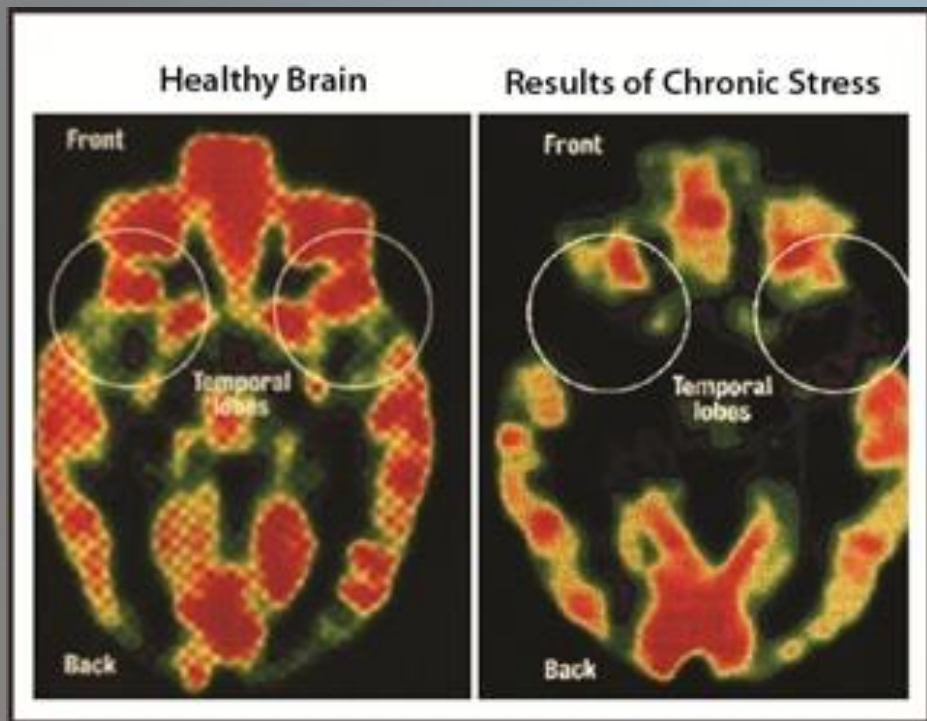 Healthy Brain
Results of Chronic Stress
Front
Temporal
lobes
Back
Front
Temporal
lobes
Back